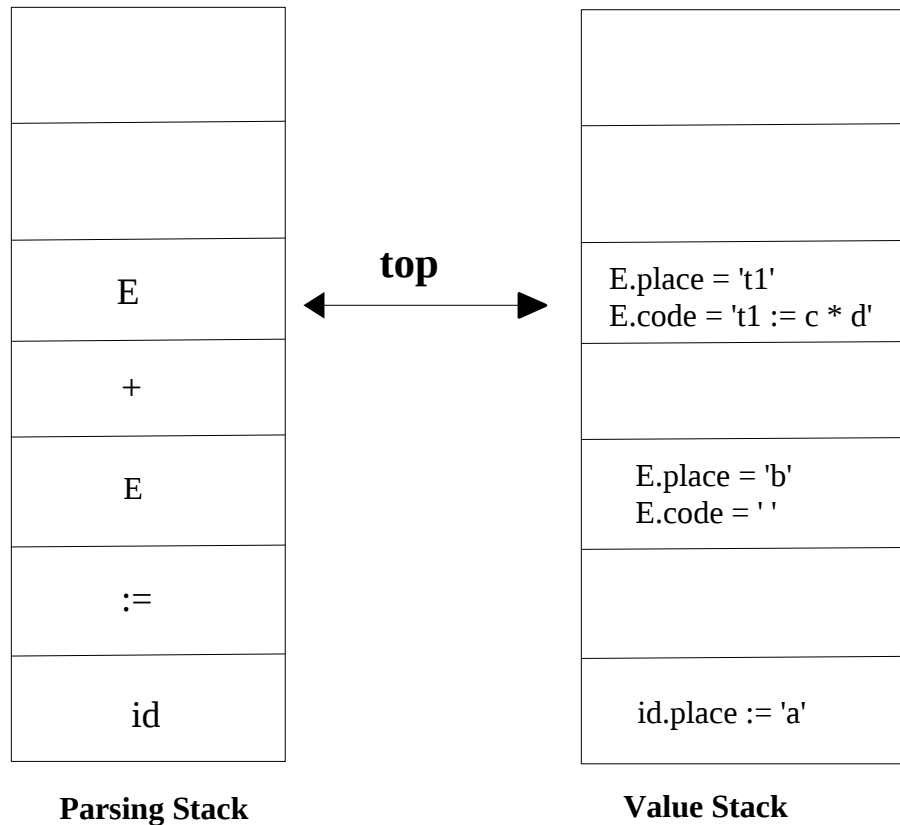 E
+
E
:=
id
Parsing Stack
top
E.place = 't1'
E.code = 't1 := c * d'
E.place = 'b'
E.code = ' '
id.place := 'a'
Value Stack